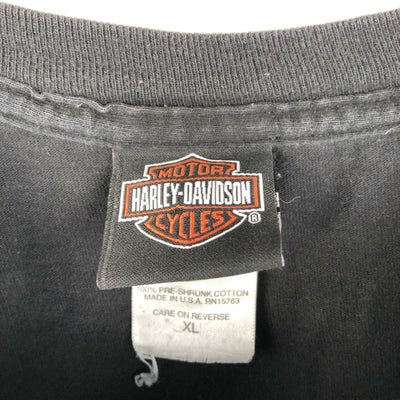 MOTOR
HARLEY-DAVIDSON
CYCLES ®
100% PRE-SHRUNK COTTON
MADE IN U.S.A. RN15763
CARE ON REVERSE
XL